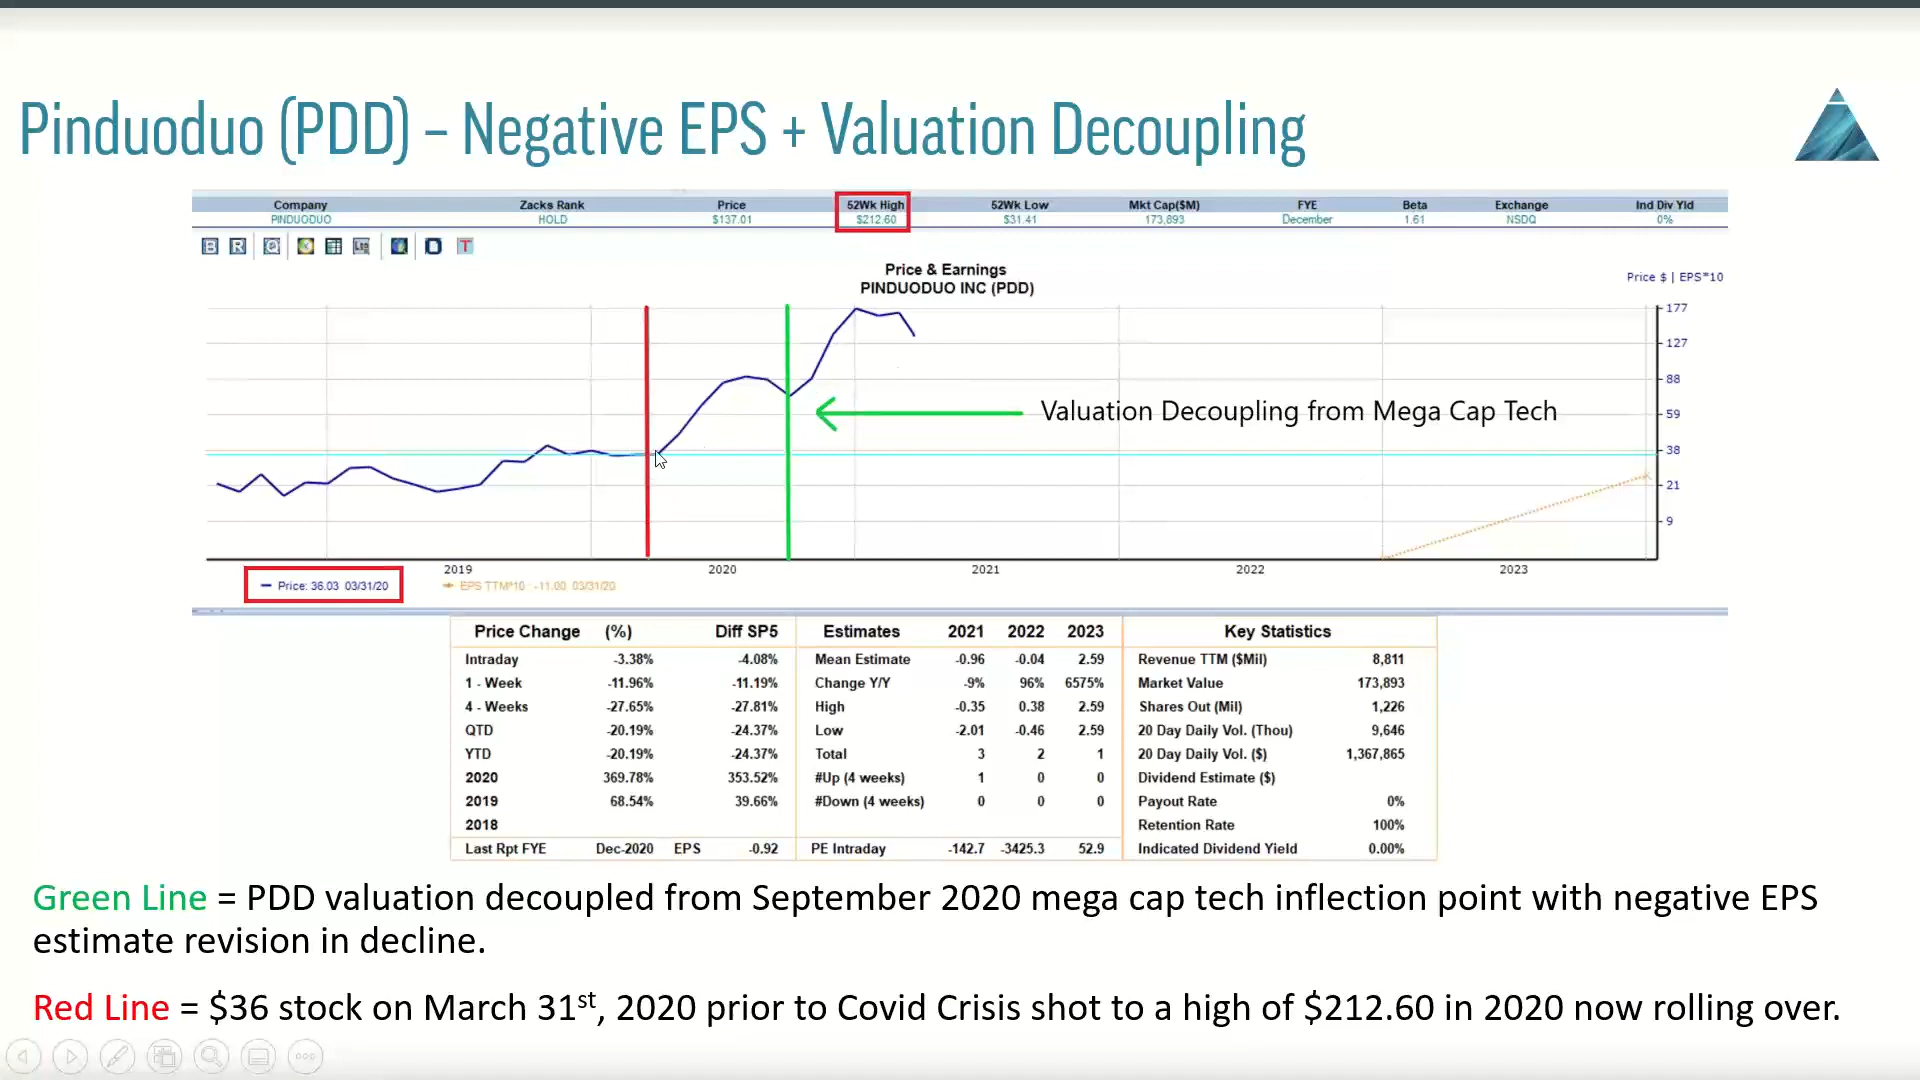 Pinduoduo (PDD) – Negative EPS + Valuation Decoupling
Company Zacks Rank Price 52Wk High 52Wk Low Mkt Cap($M) FYE Beta Exchange Ind Div Yld
PINDUODUO HOLD $137.01 $212.60 $31.41 173,893 December 1.61 NSDQ 0%
B R @ T
Price & Earnings
PINDUODUO INC (PDD)
Price $ | EPS*10
177
127
88
Valuation Decoupling from Mega Cap Tech
59
38
21
9
2019 2020 2021 2022 2023
Price: 36.03 03/31/20 EPS TTM*10 : -11.00 03/31/20
Price Change (%) Diff SP5 Estimates 2021 2022 2023 Key Statistics
Intraday -3.38% -4.08% Mean Estimate -0.96 -0.04 2.59 Revenue TTM ($Mil) 8,811
1 - Week -11.96% -11.19% Change Y/Y -9% 96% 6575% Market Value 173,893
4 - Weeks -27.65% -27.81% High -0.35 0.38 2.59 Shares Out (Mil) 1,226
QTD -20.19% -24.37% Low -2.01 -0.46 2.59 20 Day Daily Vol. (Thou) 9,646
YTD -20.19% -24.37% Total 3 2 1 20 Day Daily Vol. ($) 1,367,865
2020 369.78% 353.52% #Up (4 weeks) 1 0 0 Dividend Estimate ($)
2019 68.54% 39.66% #Down (4 weeks) 0 0 0 Payout Rate 0%
2018 Retention Rate 100%
Last Rpt FYE Dec-2020 EPS -0.92 PE Intraday -142.7 -3425.3 52.9 Indicated Dividend Yield 0.00%
Green Line = PDD valuation decoupled from September 2020 mega cap tech inflection point with negative EPS
estimate revision in decline.
Red Line = $36 stock on March 31st, 2020 prior to Covid Crisis shot to a high of $212.60 in 2020 now rolling over.